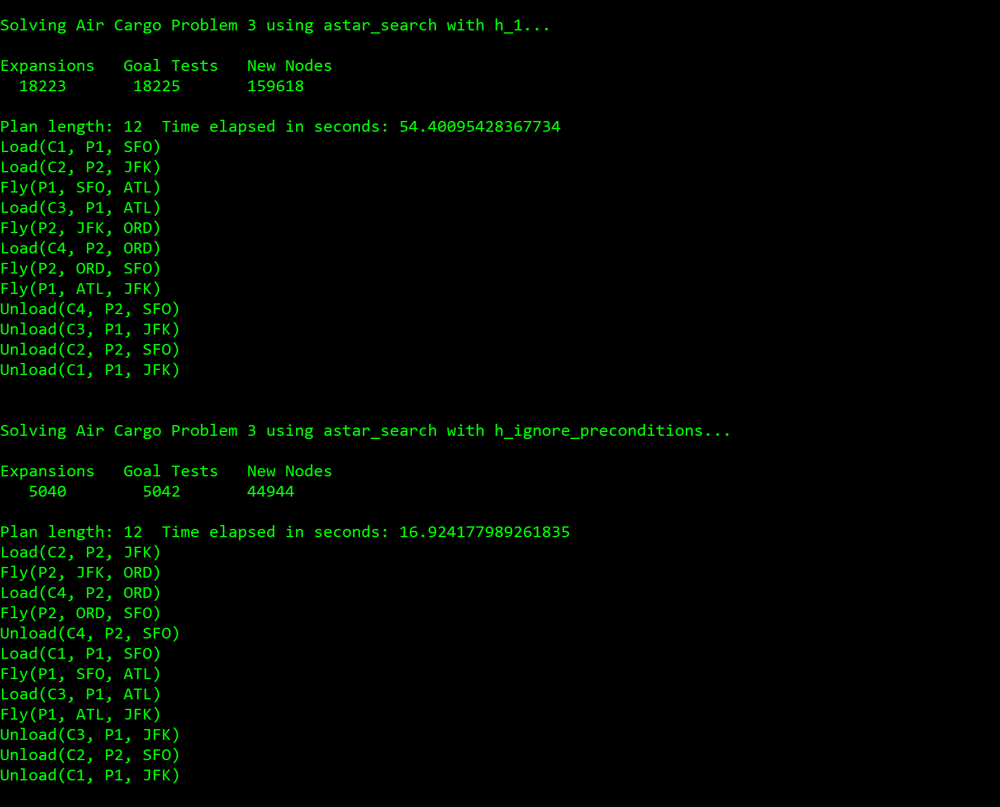 Solving Air Cargo Problem 3 using astar_search with h_1...
Expansions   Goal Tests   New Nodes
  18223       18225       159618
Plan length: 12  Time elapsed in seconds: 54.40095428367734
Load(C1, P1, SFO)
Load(C2, P2, JFK)
Fly(P1, SFO, ATL)
Load(C3, P1, ATL)
Fly(P2, JFK, ORD)
Load(C4, P2, ORD)
Fly(P2, ORD, SFO)
Fly(P1, ATL, JFK)
Unload(C4, P2, SFO)
Unload(C3, P1, JFK)
Unload(C2, P2, SFO)
Unload(C1, P1, JFK)
Solving Air Cargo Problem 3 using astar_search with h_ignore_preconditions...
Expansions   Goal Tests   New Nodes
   5040        5042       44944
Plan length: 12  Time elapsed in seconds: 16.924177989261835
Load(C2, P2, JFK)
Fly(P2, JFK, ORD)
Load(C4, P2, ORD)
Fly(P2, ORD, SFO)
Unload(C4, P2, SFO)
Load(C1, P1, SFO)
Fly(P1, SFO, ATL)
Load(C3, P1, ATL)
Fly(P1, ATL, JFK)
Unload(C3, P1, JFK)
Unload(C2, P2, SFO)
Unload(C1, P1, JFK)